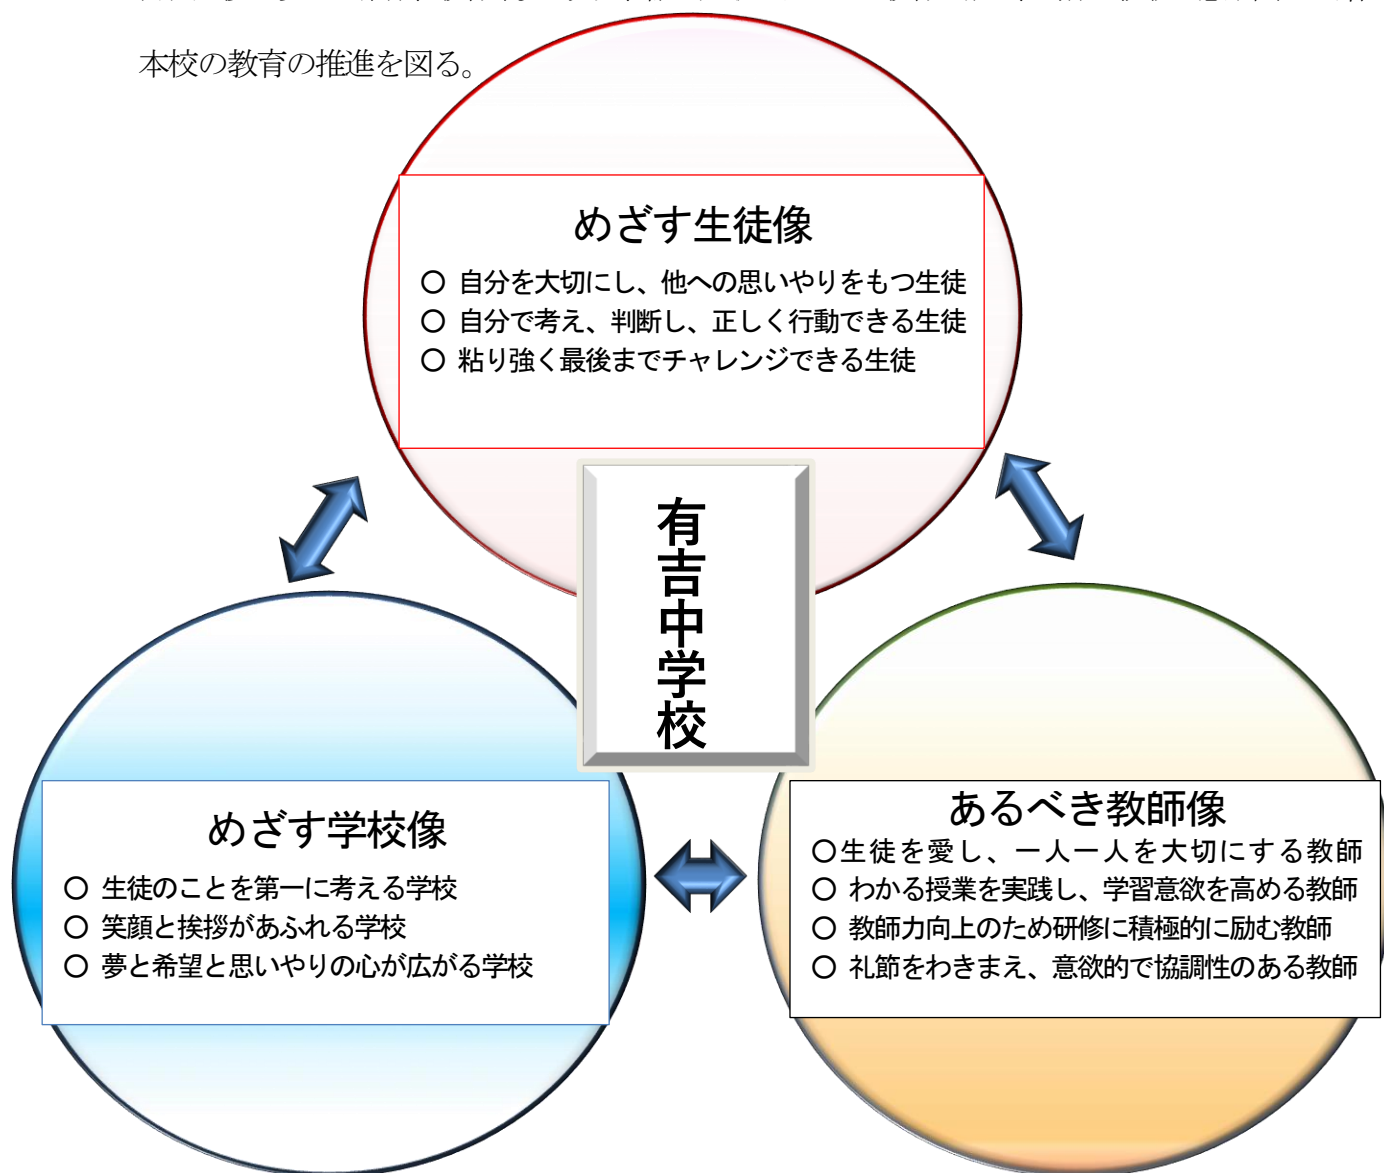 本校の教育の推進を図る。
めざす生徒像
〇 自分を大切にし、他への思いやりをもつ生徒
〇 自分で考え、判断し、正しく行動できる生徒
〇 粘り強く最後までチャレンジできる生徒
有吉中学校
めざす学校像
〇 生徒のことを第一に考える学校
〇 笑顔と挨拶があふれる学校
〇 夢と希望と思いやりの心が広がる学校
あるべき教師像
〇生徒を愛し、一人一人を大切にする教師
〇 わかる授業を実践し、学習意欲を高める教師
〇 教師力向上のため研修に積極的に励む教師
〇 礼節をわきまえ、意欲的で協調性のある教師